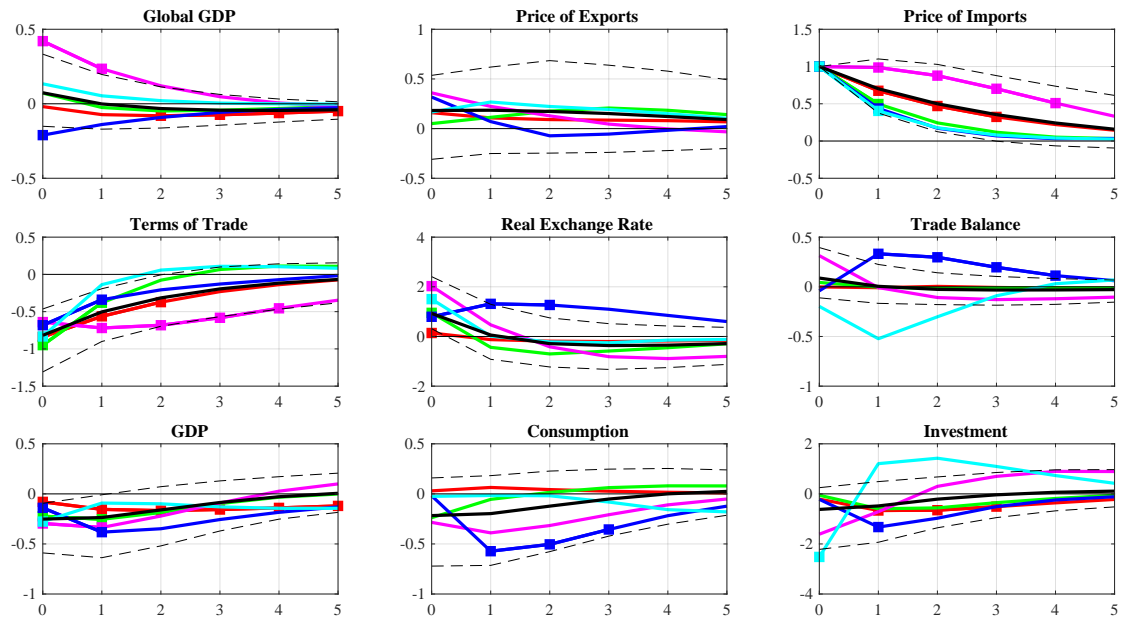 Global GDP
0.5
0
-0.5
0 1 2 3 4 5
Price of Exports
1
0.5
0
-0.5
0 1 2 3 4 5
Price of Imports
1.5
1
0.5
0
-0.5
0 1 2 3 4 5
Terms of Trade
0.5
0
-0.5
-1
-1.5
0 1 2 3 4 5
Real Exchange Rate
4
2
0
-2
0 1 2 3 4 5
Trade Balance
0.5
0
-0.5
-1
0 1 2 3 4 5
GDP
0.5
0
-0.5
-1
0 1 2 3 4 5
Consumption
0.5
0
-0.5
-1
0 1 2 3 4 5
Investment
2
0
-2
-4
0 1 2 3 4 5